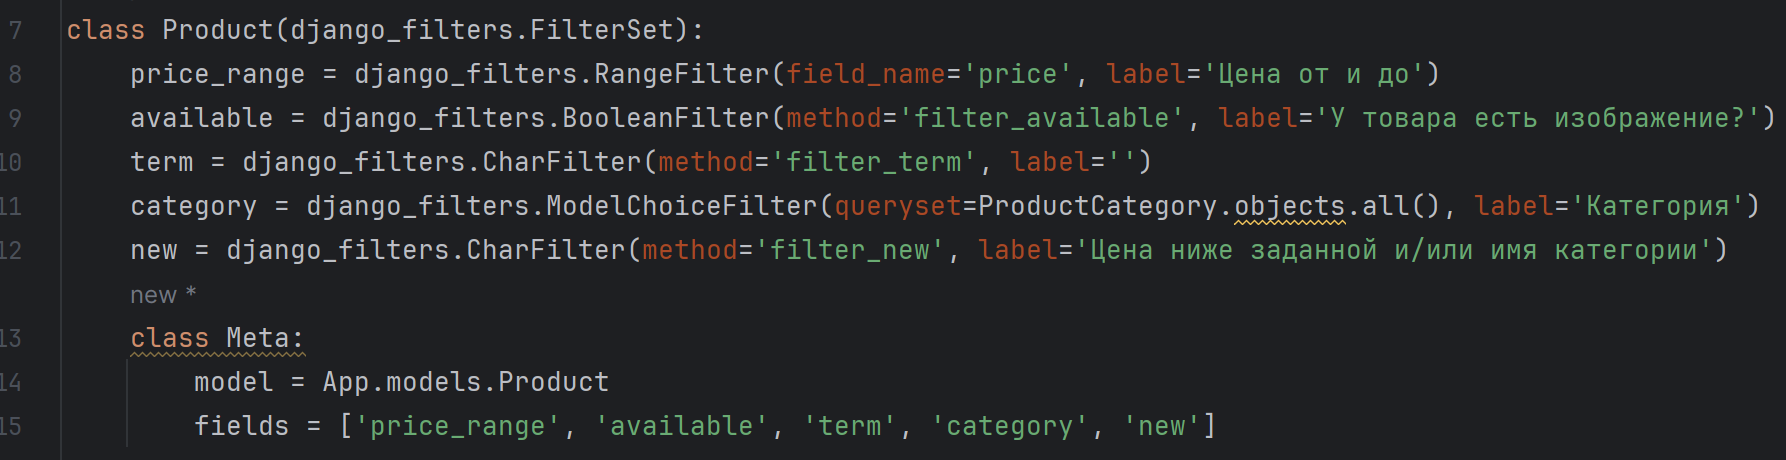 7 class Product(django_filters.FilterSet):
8 price_range = django_filters.RangeFilter(field_name='price', label='Цена от и до')
9 available = django_filters.BooleanFilter(method='filter_available', label='У товара есть изображение?')
10 term = django_filters.CharFilter(method='filter_term', label='')
11 category = django_filters.ModelChoiceFilter(queryset=ProductCategory.objects.all(), label='Категория')
12 new = django_filters.CharFilter(method='filter_new', label='Цена ниже заданной и/или имя категории')
new *
13 class Meta:
14 model = App.models.Product
15 fields = ['price_range', 'available', 'term', 'category', 'new']